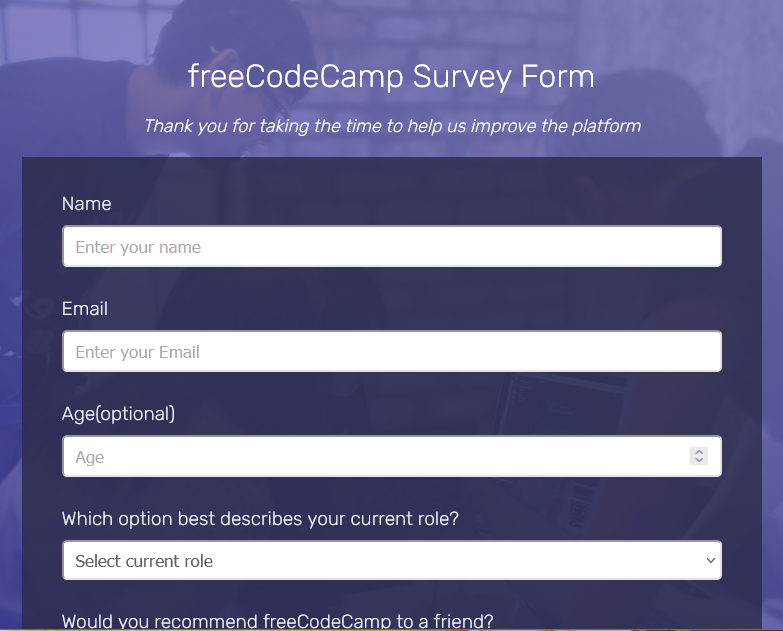 freeCodeCamp Survey Form
Thank you for taking the time to help us improve the platform
Name
Enter your name
Email
Enter your Email
Age(optional)
Age
Which option best describes your current role?
Select current role
Would you recommend freeCodeCamp to a friend?